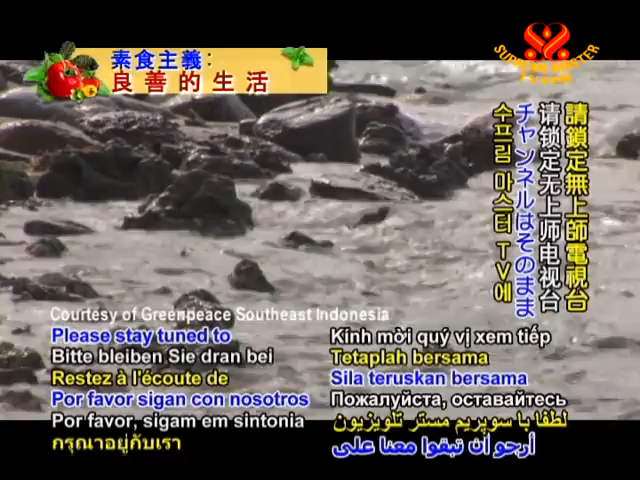 素食主義:
良善的生活
SUPREME MASTER
TV
請鎖定無上師電視台
请锁定无上师电视台
チャンネルはそのまま
수프림 마스터 TV에
Courtesy of Greenpeace Southeast Indonesia
Please stay tuned to
Bitte bleiben Sie dran bei
Restez à l'écoute de
Por favor sigan con nosotros
Por favor, sigam em sintonia
กรุณาอยู่กับเรา
Kính mời quý vị xem tiếp
Tetaplah bersama
Sila teruskan bersama
Пожалуйста, оставайтесь
لطفا با سوپریم مستر تلویزیون
أرجو أن تبقوا معنا على